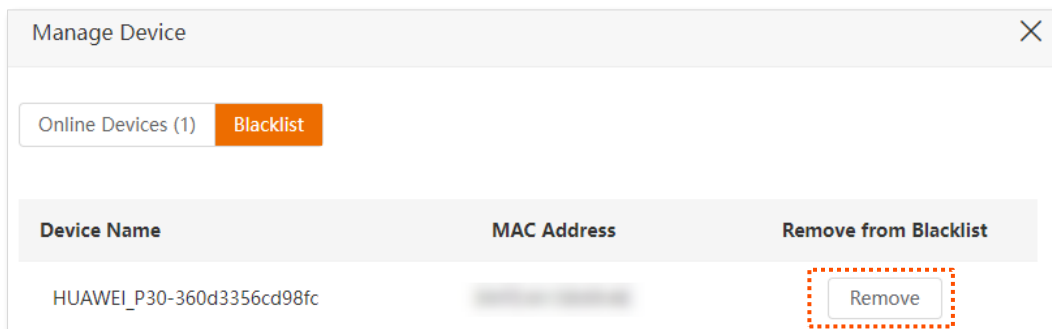 Manage Device
Online Devices (1) Blacklist
Device Name MAC Address Remove from Blacklist
HUAWEI_P30-360d3356cd98fc Remove